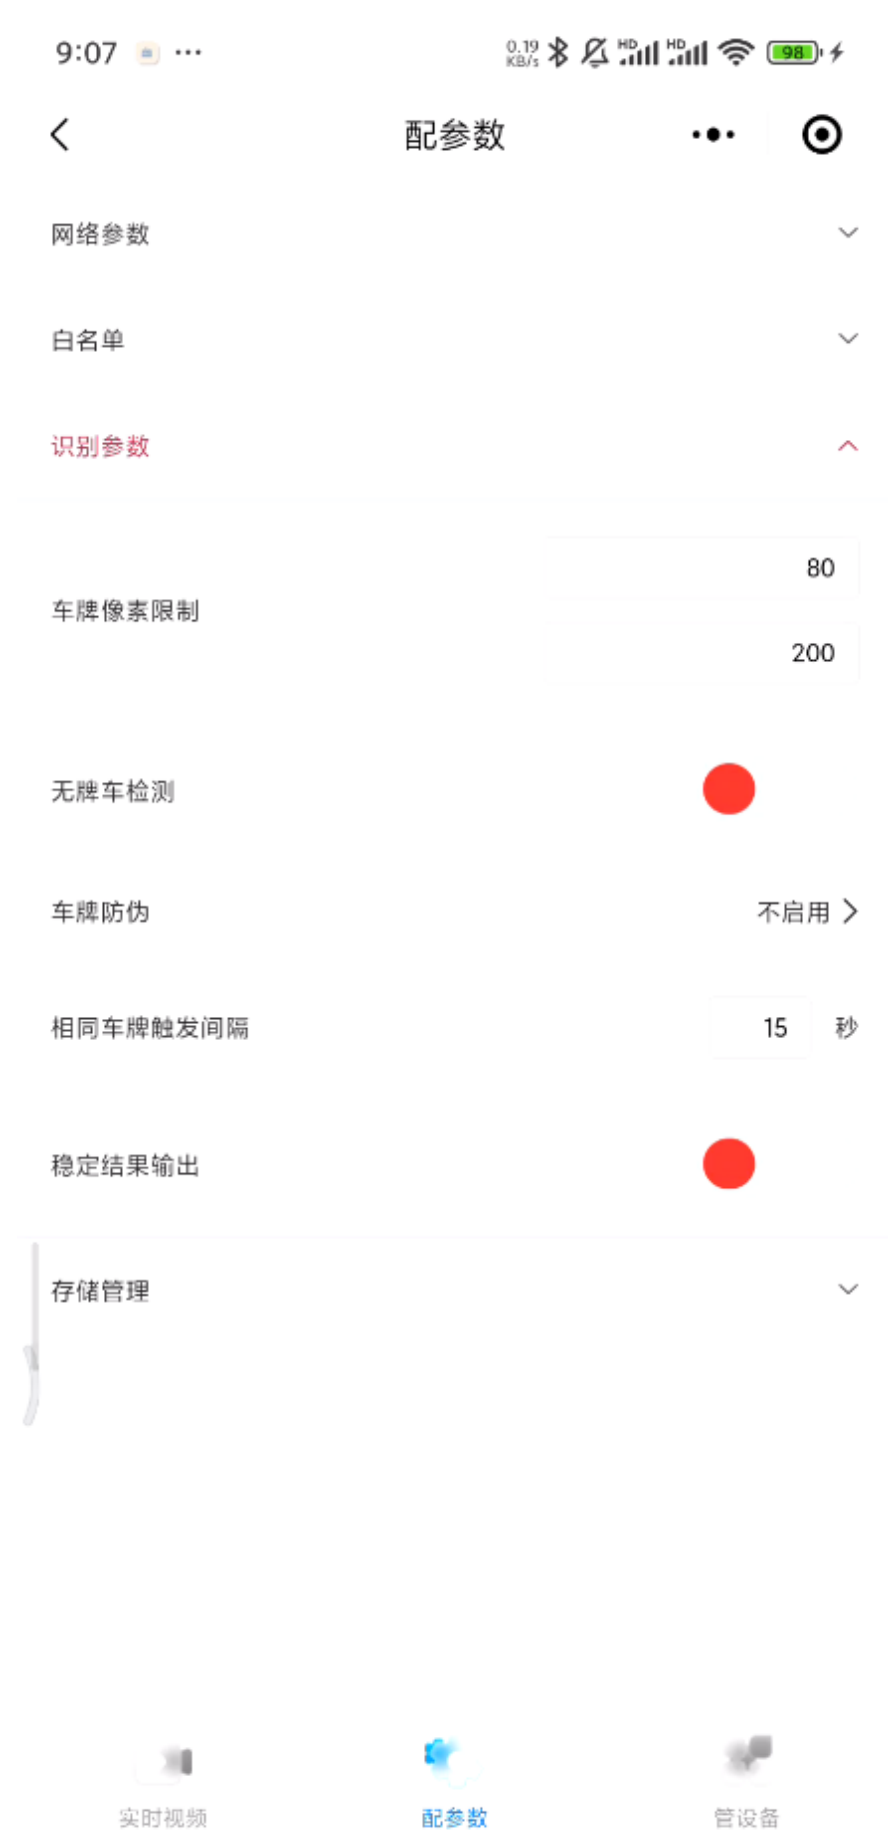 9:07
0.19
KB/s
HD
HD
98
配参数
网络参数
白名单
识别参数
80
车牌像素限制
200
无牌车检测
车牌防伪 不启用
相同车牌触发间隔 15 秒
稳定结果输出
存储管理
实时视频 配参数 管设备